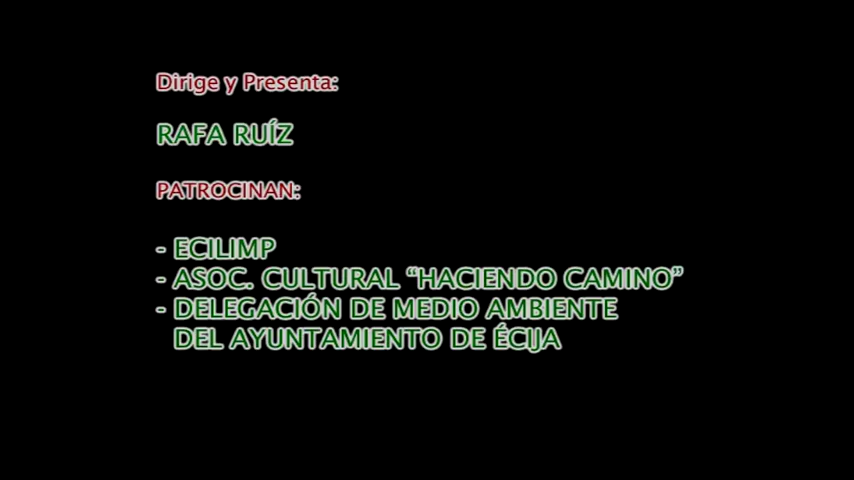 Dirige y Presenta:
RAFA RUÍZ
PATROCINAN:
- ECILIMP
- ASOC. CULTURAL “HACIENDO CAMINO”
- DELEGACIÓN DE MEDIO AMBIENTE
DEL AYUNTAMIENTO DE ÉCIJA